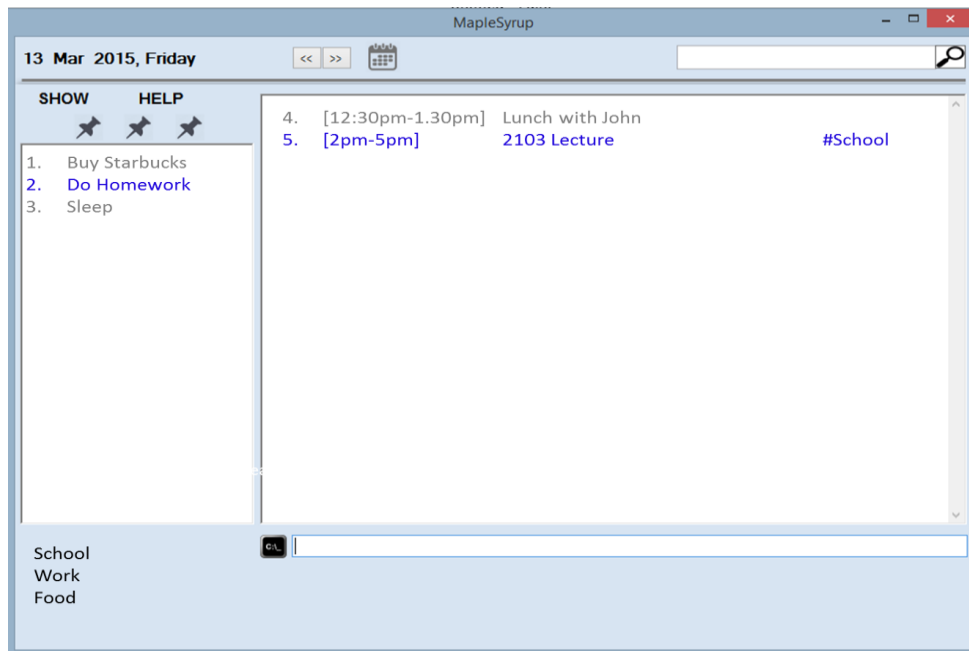 MapleSyrup
13 Mar 2015, Friday
<< >>
SHOW HELP
1. Buy Starbucks
2. Do Homework
3. Sleep
4. [12:30pm-1.30pm] Lunch with John
5. [2pm-5pm] 2103 Lecture #School
C:\_
School
Work
Food